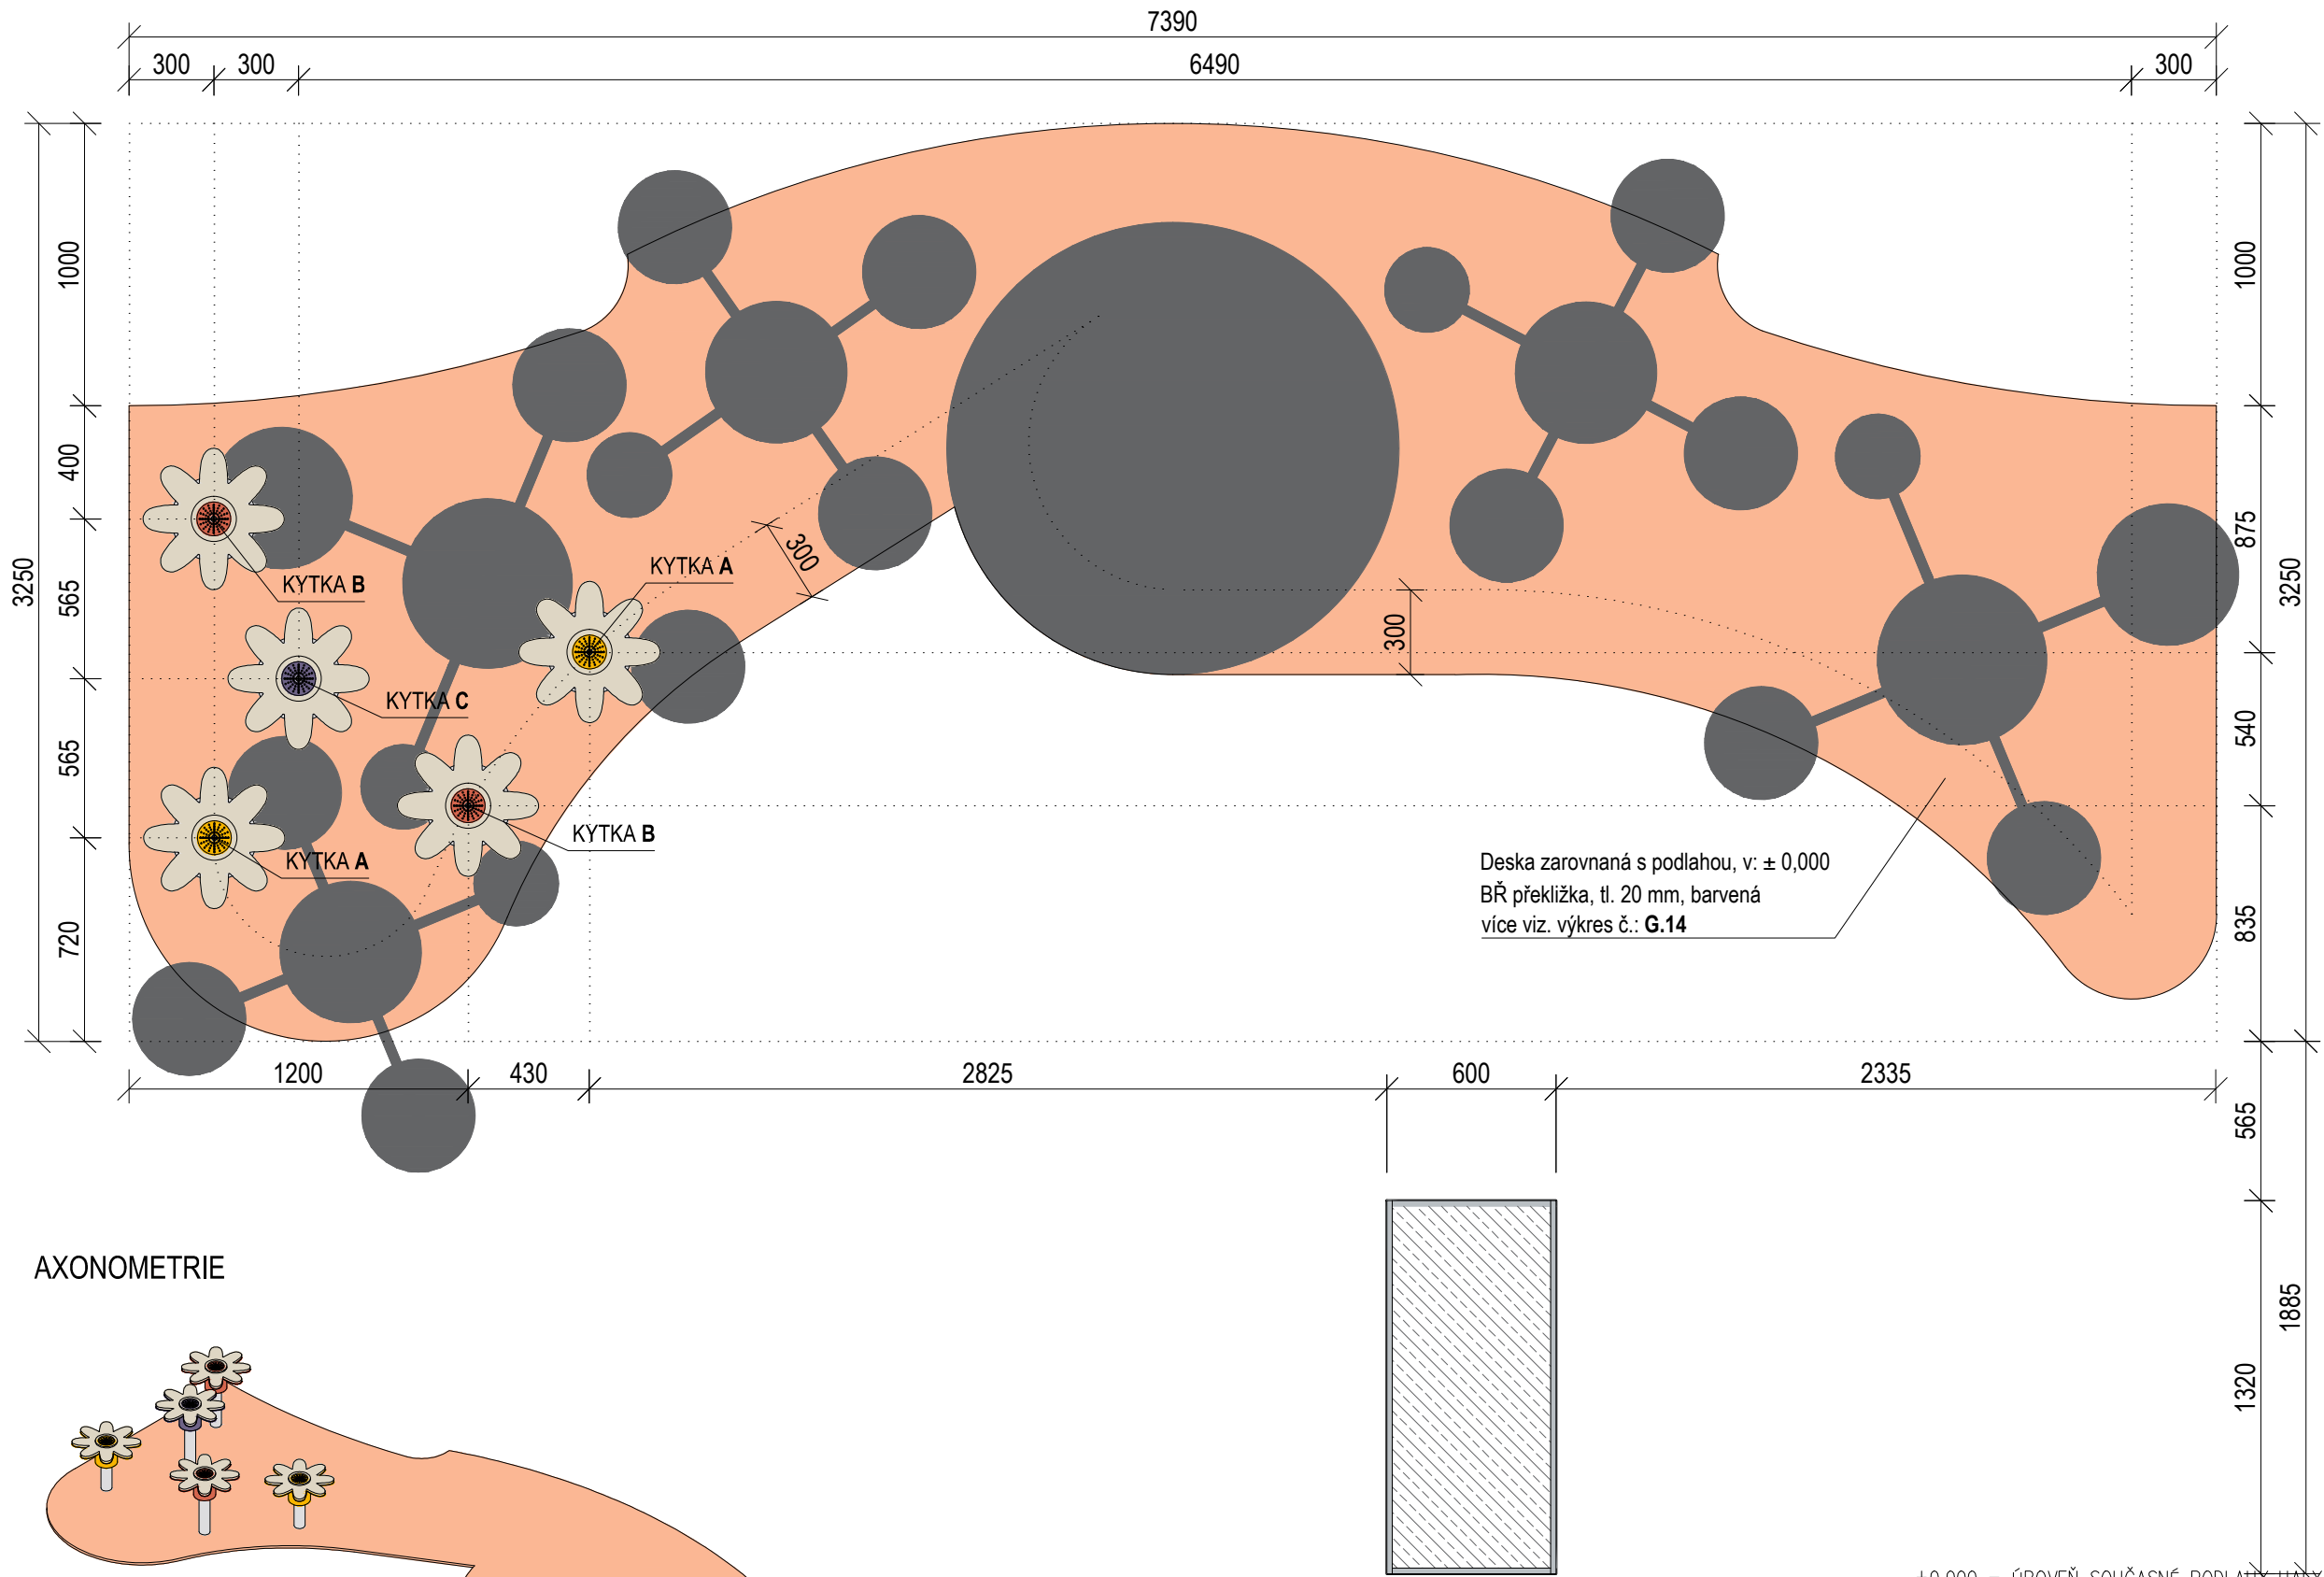 7390
300 300 6490 300
3250
1000
400
565
565
720
1000
875
540
835
3250
565
1320
1885
300
300
KYTKA B
KYTKA A
KYTKA C
KYTKA B
KYTKA A
Deska zarovnaná s podlahou, v: ± 0,000
BŘ překližka, tl. 20 mm, barvená
více viz. výkres č.: G.14
1200 430 2825 600 2335
AXONOMETRIE